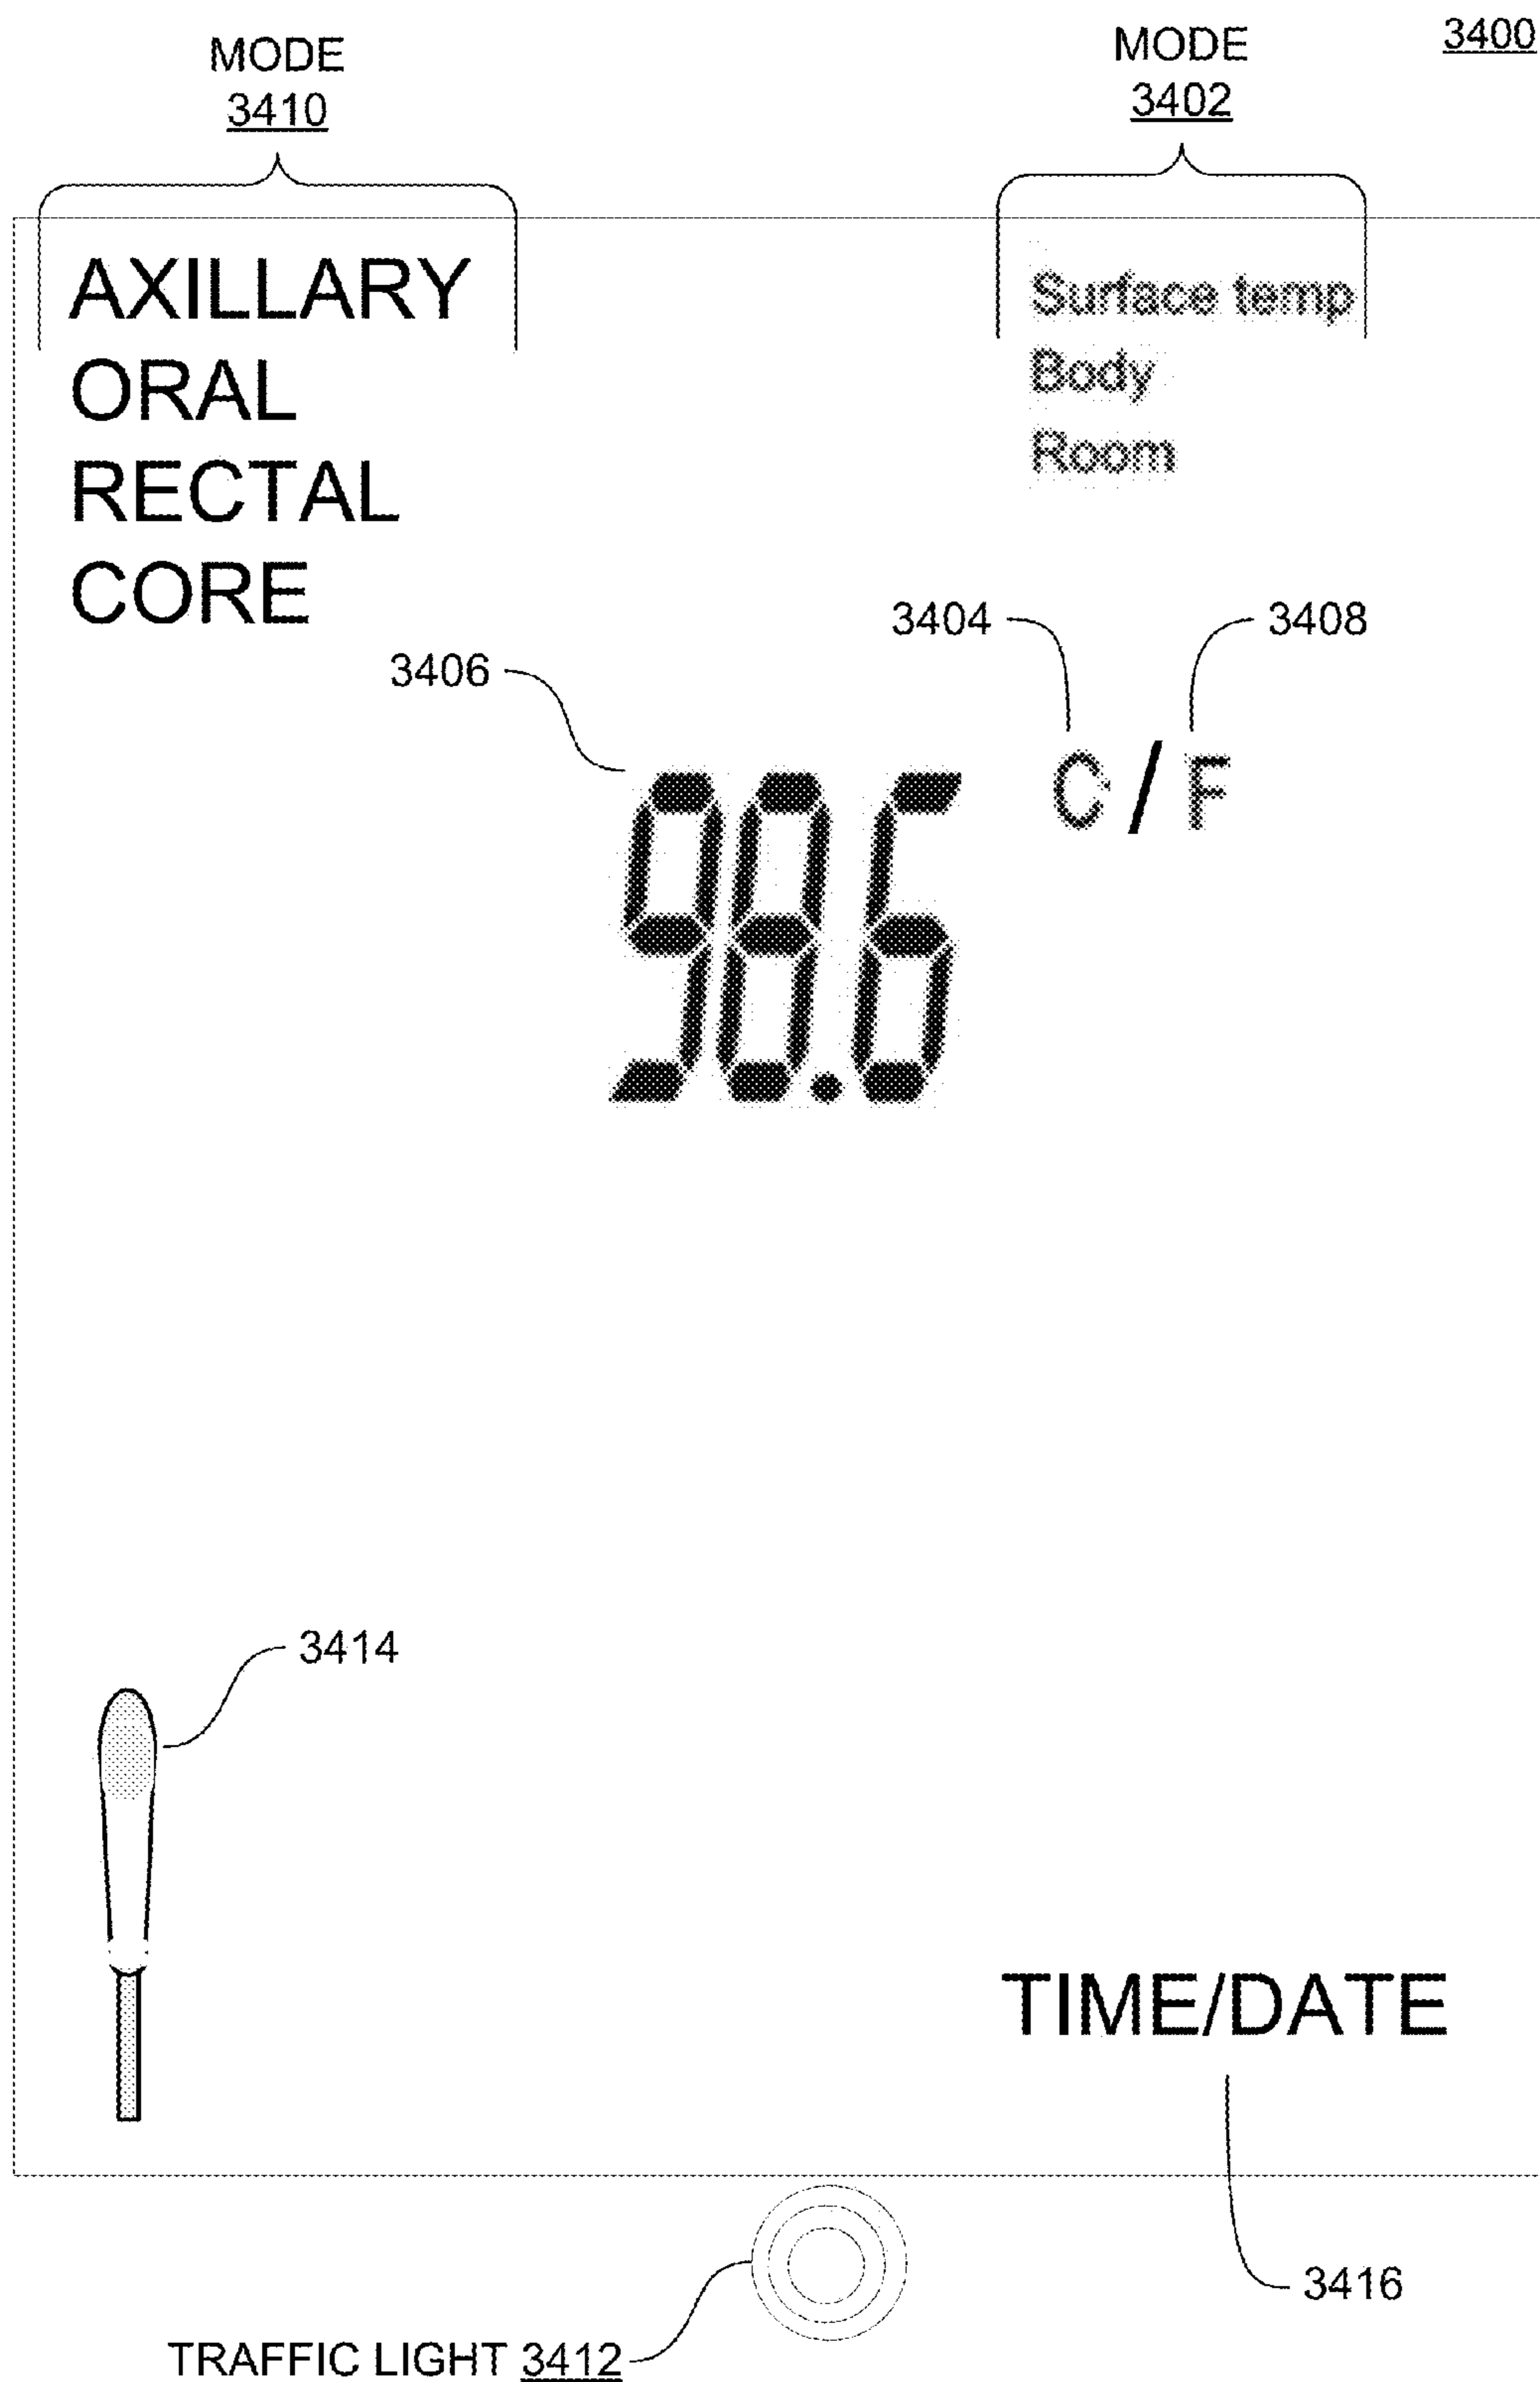 3400
MODE
3410
MODE
3402
AXILLARY
ORAL
RECTAL
CORE
Surface temp
Body
Room
3404
3408
3406
C / F
98.6
3414
TIME/DATE
3416
TRAFFIC LIGHT 3412